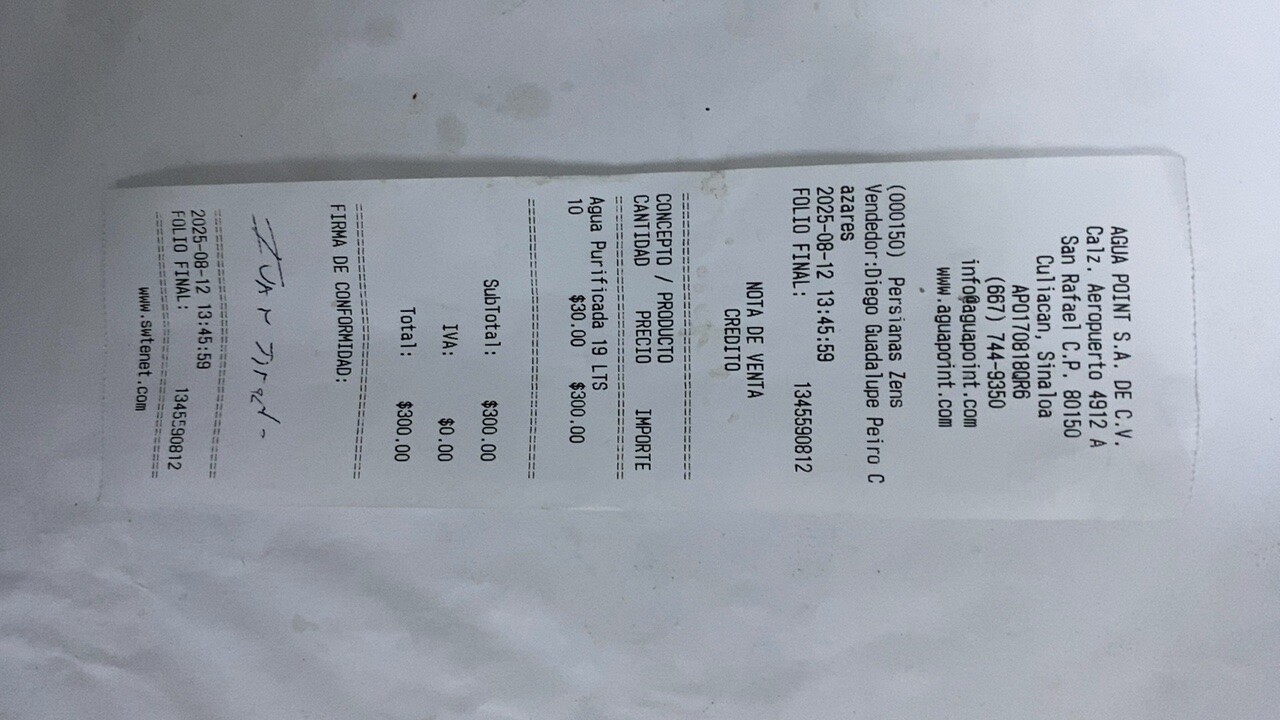 AGUA POINT S.A. DE C.V.
Calz. Aeropuerto 4912 A
San Rafael C.P. 80150
Culiacan, Sinaloa
APO170818QR6
(667) 744-9350
info@aguapoint.com
www.aguapoint.com
(000150) Persianas Zens
Vendedor:Diego Guadalupe Peiro C
azares
2025-08-12 13:45:59
FOLIO FINAL: 1345590812
NOTA DE VENTA
CREDITO
================================
CONCEPTO / PRODUCTO
CANTIDAD PRECIO IMPORTE
================================
Agua Purificada 19 LTS
10 $30.00 $300.00
================================
SubTotal: $300.00
IVA: $0.00
Total: $300.00
================================
FIRMA DE CONFORMIDAD:
================================
2025-08-12 13:45:59
FOLIO FINAL: 1345590812
www.swtenet.com
================================